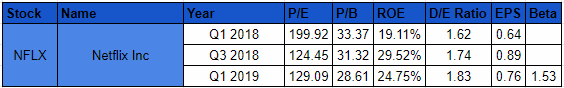 Stock Name Year P/E P/B ROE D/E Ratio EPS Beta
NFLX Netflix Inc Q1 2018 199.92 33.37 19.11% 1.62 0.64
Q3 2018 124.45 31.32 29.52% 1.74 0.89
Q1 2019 129.09 28.61 24.75% 1.83 0.76 1.53